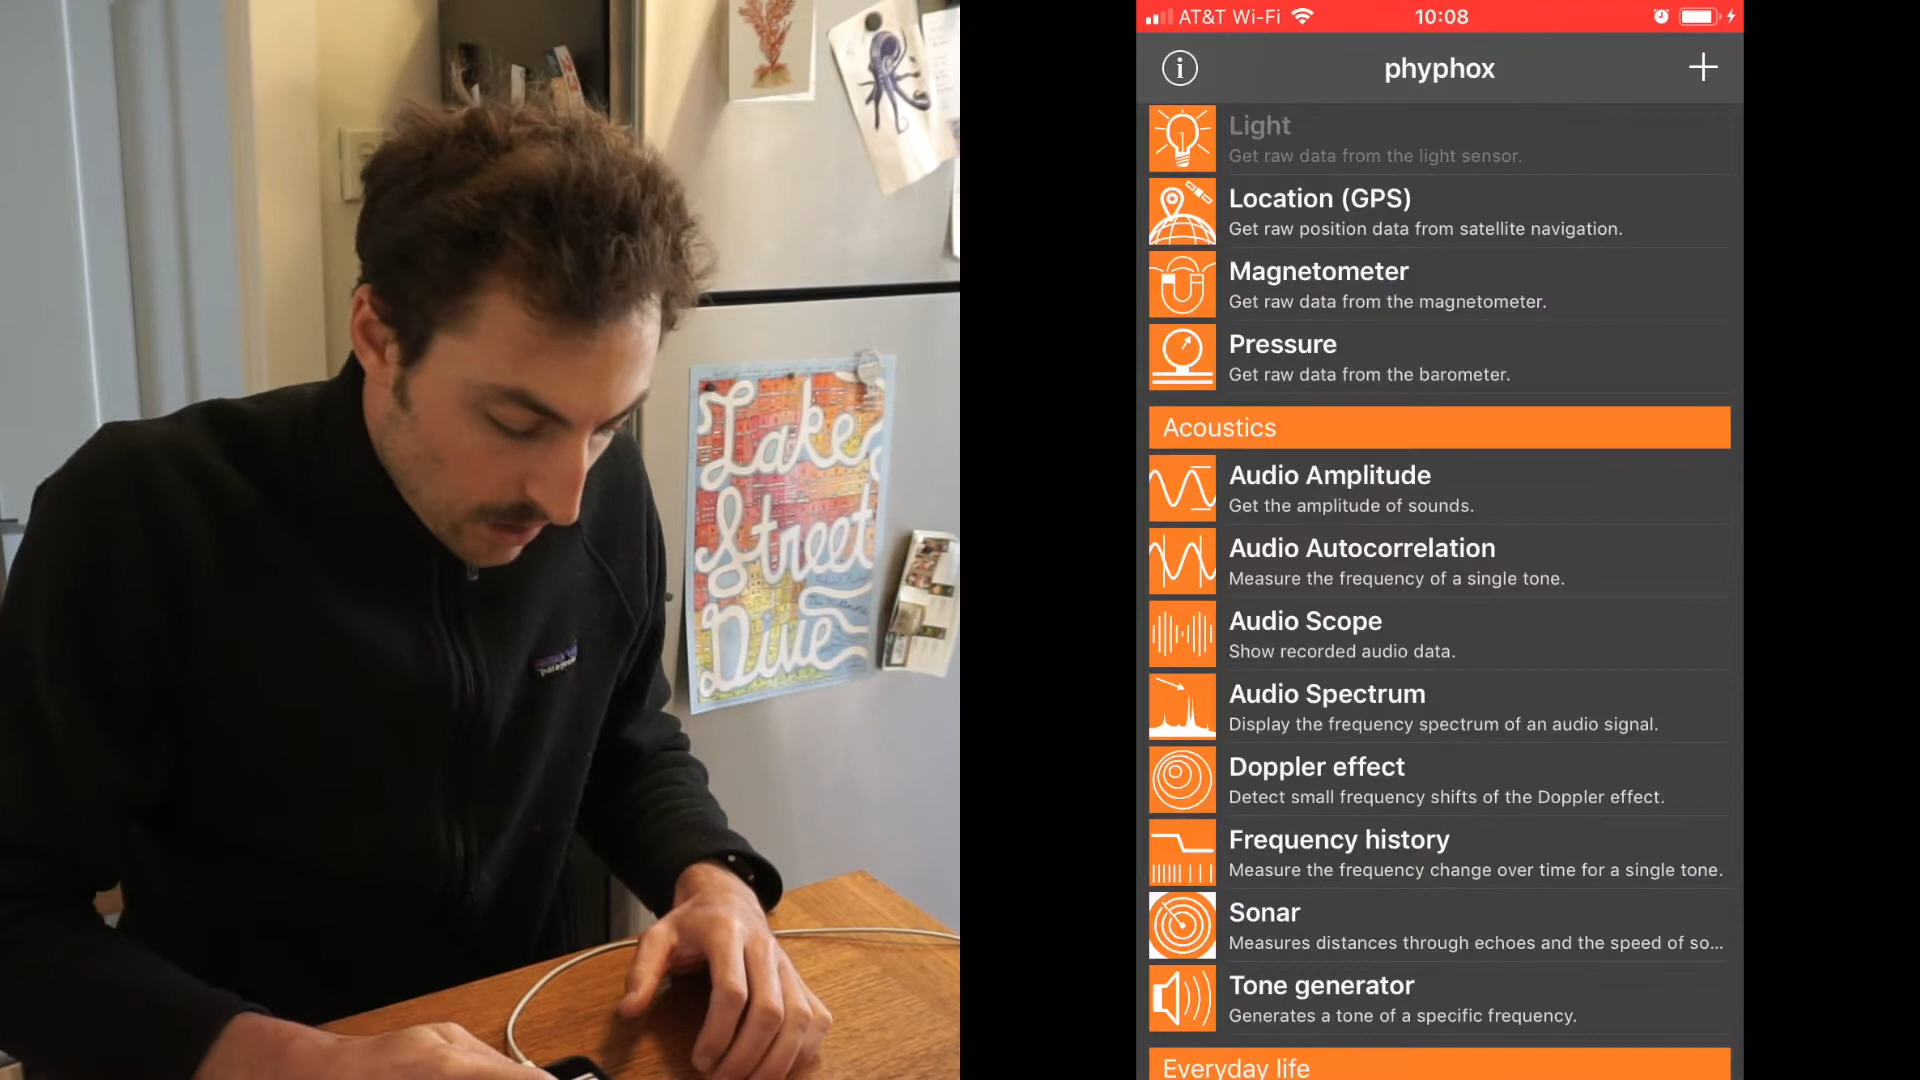 Lake
Street
Dive
patagonia
AT&T Wi-Fi
10:08
phyphox
Light
Get raw data from the light sensor.
Location (GPS)
Get raw position data from satellite navigation.
Magnetometer
Get raw data from the magnetometer.
Pressure
Get raw data from the barometer.
Acoustics
Audio Amplitude
Get the amplitude of sounds.
Audio Autocorrelation
Measure the frequency of a single tone.
Audio Scope
Show recorded audio data.
Audio Spectrum
Display the frequency spectrum of an audio signal.
Doppler effect
Detect small frequency shifts of the Doppler effect.
Frequency history
Measure the frequency change over time for a single tone.
Sonar
Measures distances through echoes and the speed of so...
Tone generator
Generates a tone of a specific frequency.
Everyday life